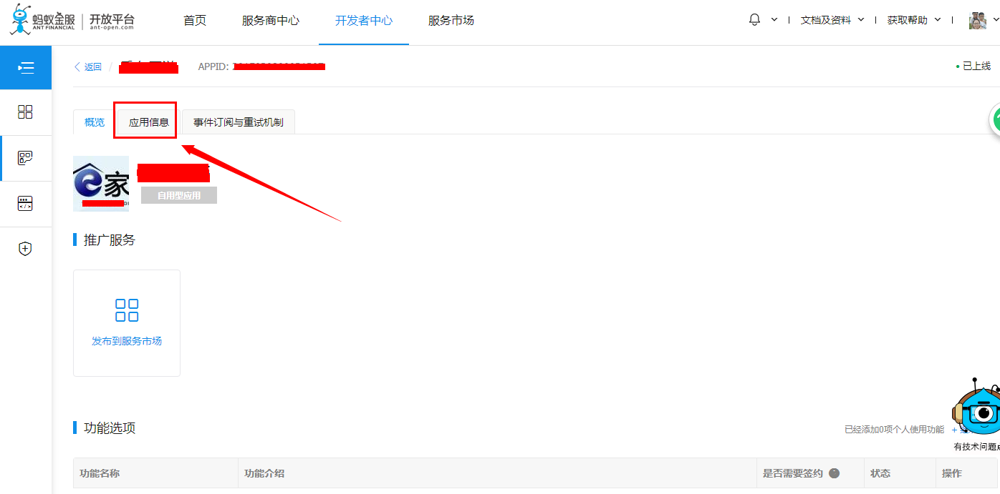 蚂蚁金服 开放平台
ANT FINANCIAL ant-open.com
首页 服务商中心 开发者中心 服务市场
文档及资料 获取帮助
返回 / APPID:
已上线
概览 应用信息 事件订阅与重试机制
e家
自用型应用
推广服务
发布到服务市场
功能选项
已经添加0项个人使用功能 +
有技术问题点
功能名称 功能介绍 是否需要签约 状态 操作